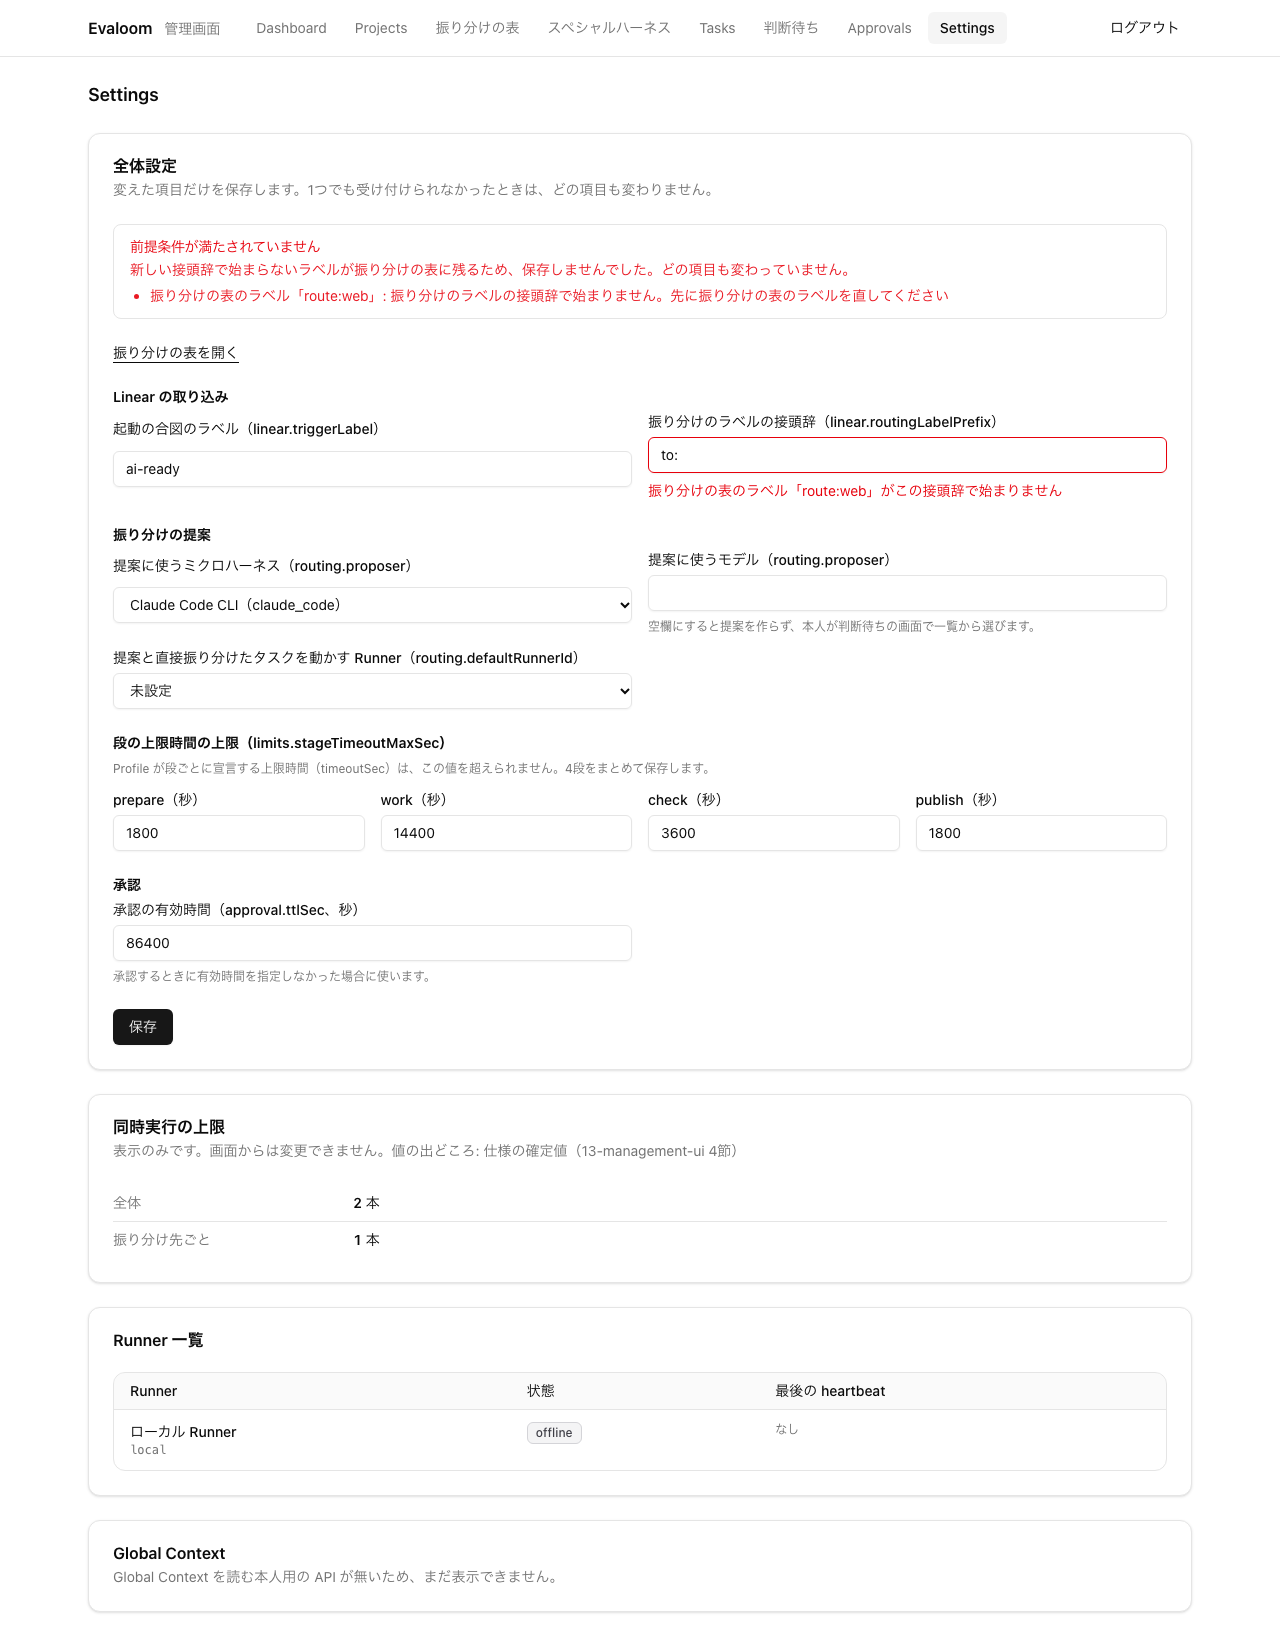 Evaloom 管理画面 Dashboard Projects 振り分けの表 スペシャルハーネス Tasks 判断待ち Approvals Settings ログアウト
Settings
全体設定
変えた項目だけを保存します。1つでも受け付けられなかったときは、どの項目も変わりません。
前提条件が満たされていません
新しい接頭辞で始まらないラベルが振り分けの表に残るため、保存しませんでした。どの項目も変わっていません。
• 振り分けの表のラベル「route:web」: 振り分けのラベルの接頭辞で始まりません。先に振り分けの表のラベルを直してください
振り分けの表を開く
Linear の取り込み
起動の合図のラベル（linear.triggerLabel）
ai-ready
振り分けのラベルの接頭辞（linear.routingLabelPrefix）
to:
振り分けの表のラベル「route:web」がこの接頭辞で始まりません
振り分けの提案
提案に使うミクロハーネス（routing.proposer）
Claude Code CLI（claude_code）
提案に使うモデル（routing.proposer）
空欄にすると提案を作らず、本人が判断待ちの画面で一覧から選びます。
提案と直接振り分けたタスクを動かす Runner（routing.defaultRunnerId）
未設定
段の上限時間の上限（limits.stageTimeoutMaxSec）
Profile が段ごとに宣言する上限時間（timeoutSec）は、この値を超えられません。4段をまとめて保存します。
prepare（秒） work（秒） check（秒） publish（秒）
1800 14400 3600 1800
承認
承認の有効時間（approval.ttlSec、秒）
86400
承認するときに有効時間を指定しなかった場合に使います。
保存
同時実行の上限
表示のみです。画面からは変更できません。値の出どころ: 仕様の確定値（13-management-ui 4節）
全体 2 本
振り分け先ごと 1 本
Runner 一覧
Runner 状態 最後の heartbeat
ローカル Runner offline なし
local
Global Context
Global Context を読む本人用の API が無いため、まだ表示できません。